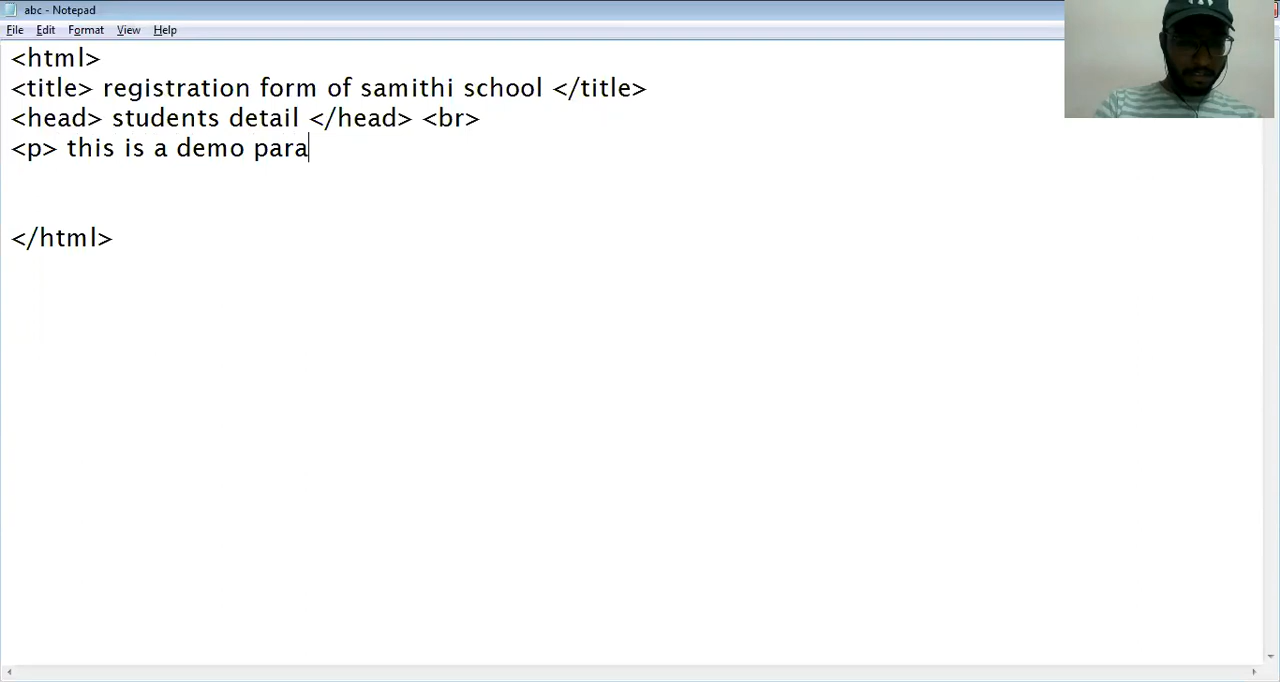 abc - Notepad
File Edit Format View Help
<html>
<title> registration form of samithi school </title>
<head> students detail </head> <br>
<p> this is a demo para
</html>